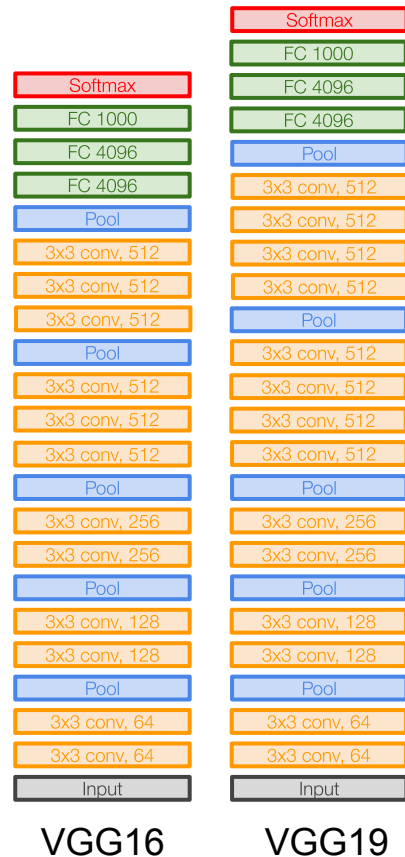 Softmax
FC 1000
FC 4096
FC 4096
Pool
3x3 conv, 512
3x3 conv, 512
3x3 conv, 512
Pool
3x3 conv, 512
3x3 conv, 512
3x3 conv, 512
Pool
3x3 conv, 256
3x3 conv, 256
Pool
3x3 conv, 128
3x3 conv, 128
Pool
3x3 conv, 64
3x3 conv, 64
Input
VGG16
Softmax
FC 1000
FC 4096
FC 4096
Pool
3x3 conv, 512
3x3 conv, 512
3x3 conv, 512
3x3 conv, 512
Pool
3x3 conv, 512
3x3 conv, 512
3x3 conv, 512
3x3 conv, 512
Pool
3x3 conv, 256
3x3 conv, 256
Pool
3x3 conv, 128
3x3 conv, 128
Pool
3x3 conv, 64
3x3 conv, 64
Input
VGG19